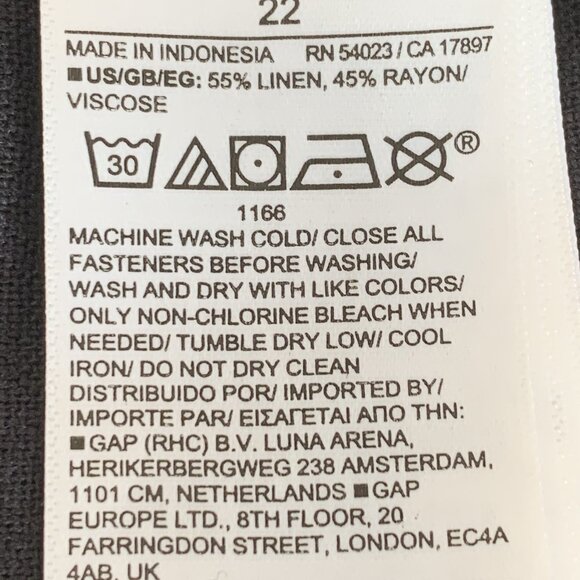 22
MADE IN INDONESIA RN 54023 / CA 17897
■US/GB/EG: 55% LINEN, 45% RAYON/
VISCOSE
30 ®
1166
MACHINE WASH COLD/ CLOSE ALL
FASTENERS BEFORE WASHING/
WASH AND DRY WITH LIKE COLORS/
ONLY NON-CHLORINE BLEACH WHEN
NEEDED/ TUMBLE DRY LOW/ COOL
IRON/ DO NOT DRY CLEAN
DISTRIBUIDO POR/ IMPORTED BY/
IMPORTE PAR/ ΕΙΣΑΓΕΤΑΙ ΑΠΟ ΤΗΝ:
■GAP (RHC) B.V. LUNA ARENA,
HERIKERBERGWEG 238 AMSTERDAM,
1101 CM, NETHERLANDS ■GAP
EUROPE LTD., 8TH FLOOR, 20
FARRINGDON STREET, LONDON, EC4A
4AB, UK